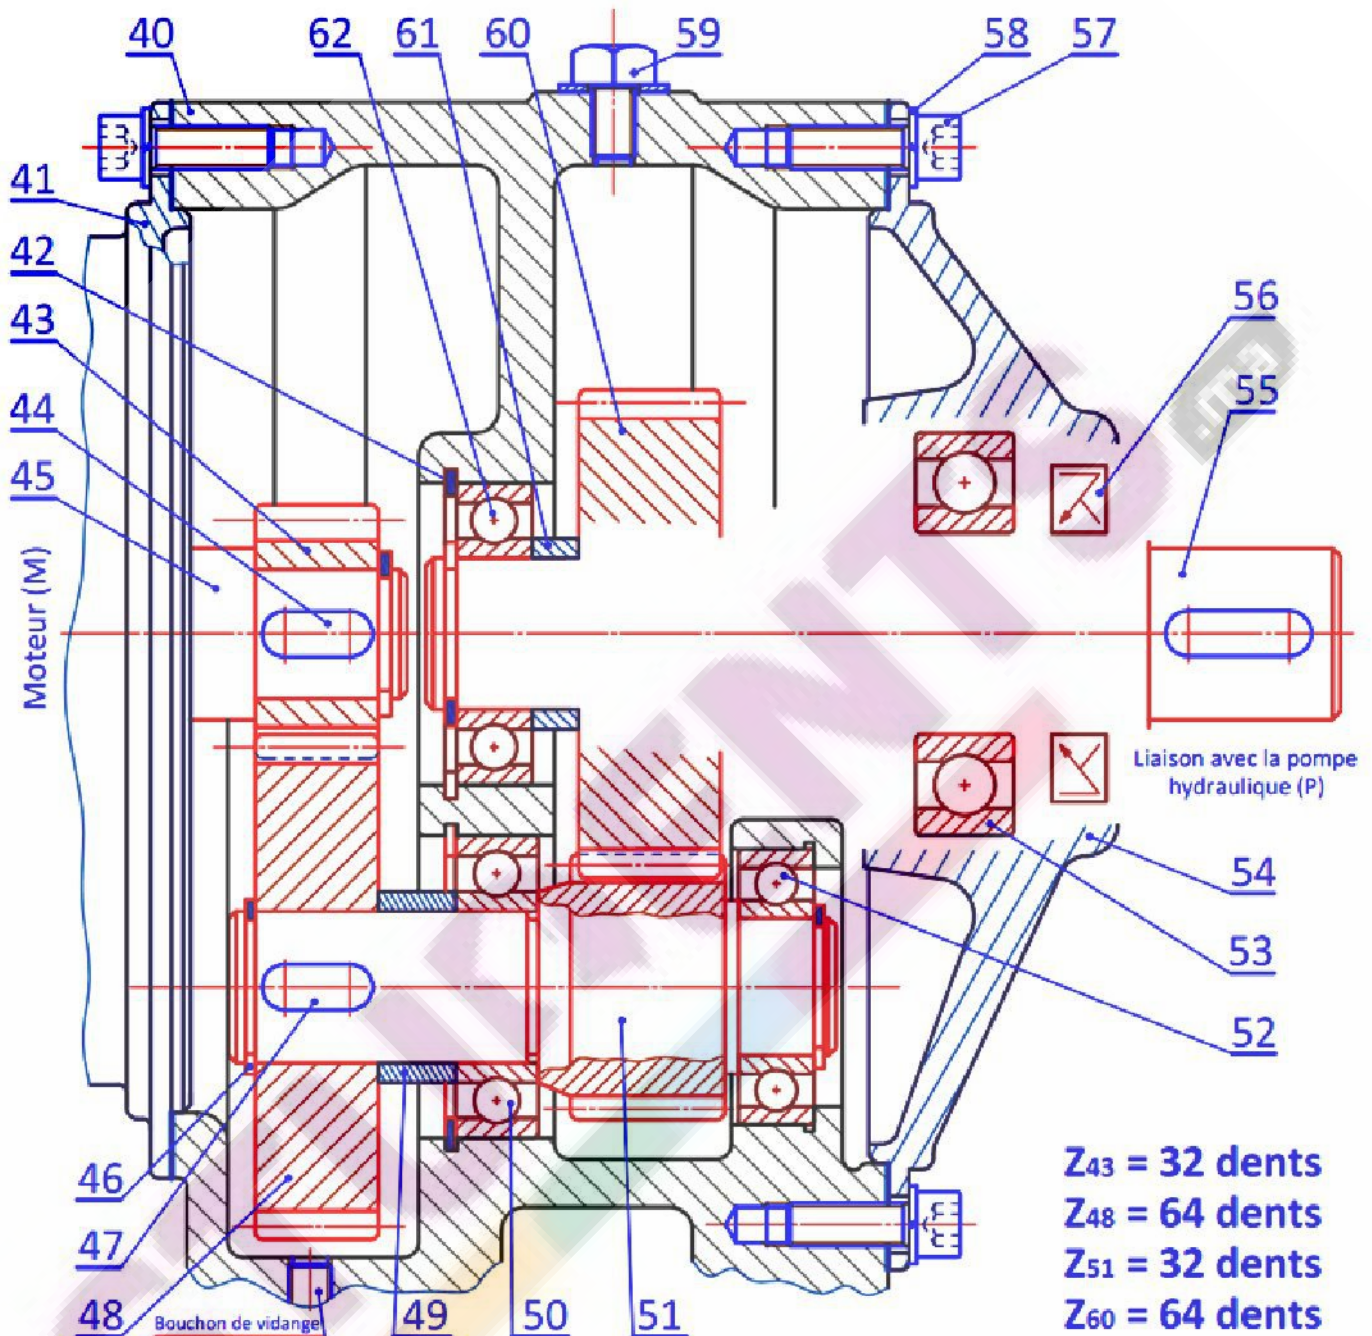 40
62
61
60
59
58
57
41
42
43
44
45
56
55
Moteur (M)
Liaison avec la pompe
hydraulique (P)
54
53
52
46
47
48
Bouchon de vidange
49
50
51
Z43 = 32 dents
Z48 = 64 dents
Z51 = 32 dents
Z60 = 64 dents